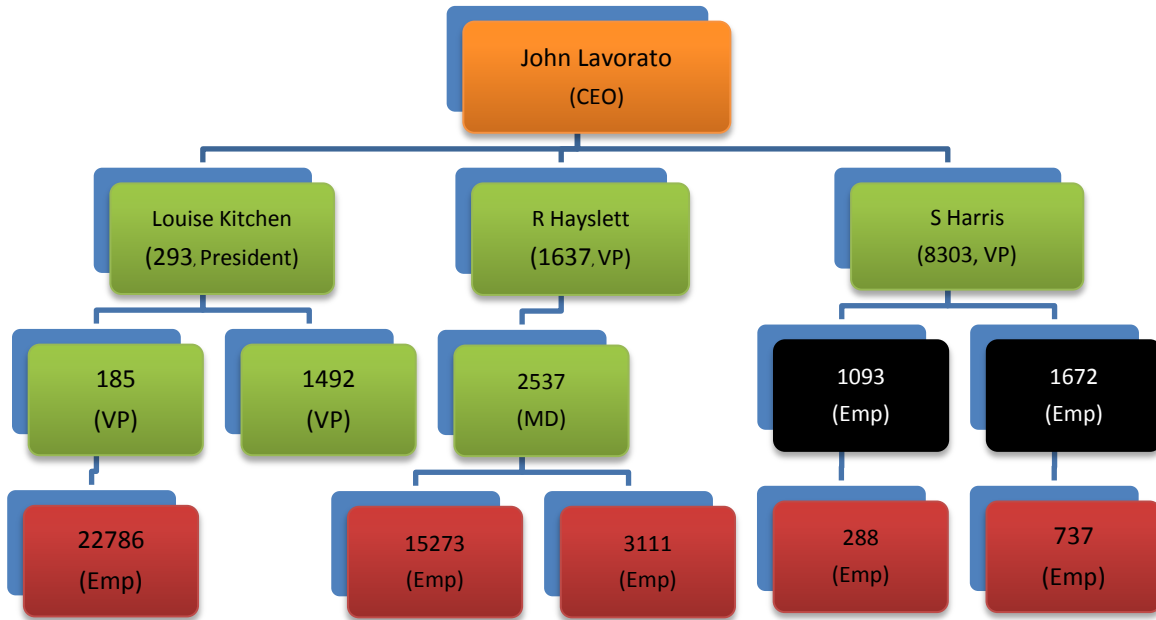 John Lavorato
(CEO)
Louise Kitchen
(293, President)
R Hayslett
(1637, VP)
S Harris
(8303, VP)
185
(VP)
1492
(VP)
2537
(MD)
1093
(Emp)
1672
(Emp)
22786
(Emp)
15273
(Emp)
3111
(Emp)
288
(Emp)
737
(Emp)